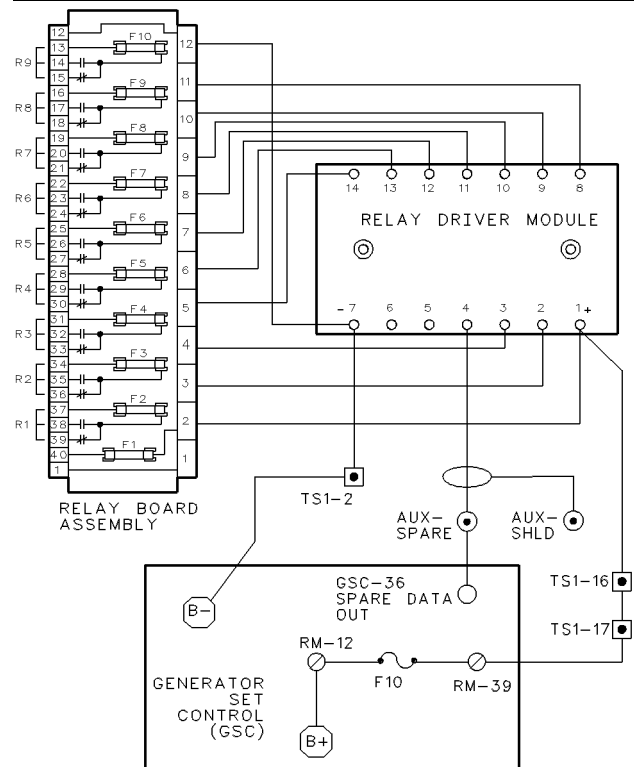 12
13
14
15
16
17
18
19
20
21
22
23
24
25
26
27
28
29
30
31
32
33
34
35
36
37
38
39
40
1
R9
R8
R7
R6
R5
R4
R3
R2
R1
F10
F9
F8
F7
F6
F5
F4
F3
F2
F1
12
11
10
9
8
7
6
5
4
3
2
1
RELAY BOARD
ASSEMBLY
14 13 12 11 10 9 8
RELAY DRIVER MODULE
- 7 6 5 4 3 2 1 +
TS1-2
AUX-
SPARE
AUX-
SHLD
TS1-16
TS1-17
GSC-36
SPARE DATA
OUT
B-
RM-12
F10
RM-39
GENERATOR
SET
CONTROL
(GSC)
B+